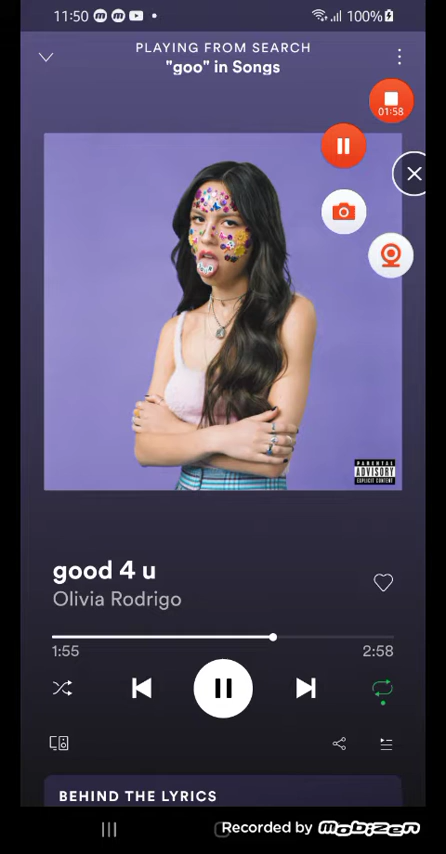 11:50
100%
PLAYING FROM SEARCH
"goo" in Songs
01:58
PARENTAL
ADVISORY
EXPLICIT CONTENT
good 4 u
Olivia Rodrigo
1:55
2:58
BEHIND THE LYRICS
Recorded by mobizen